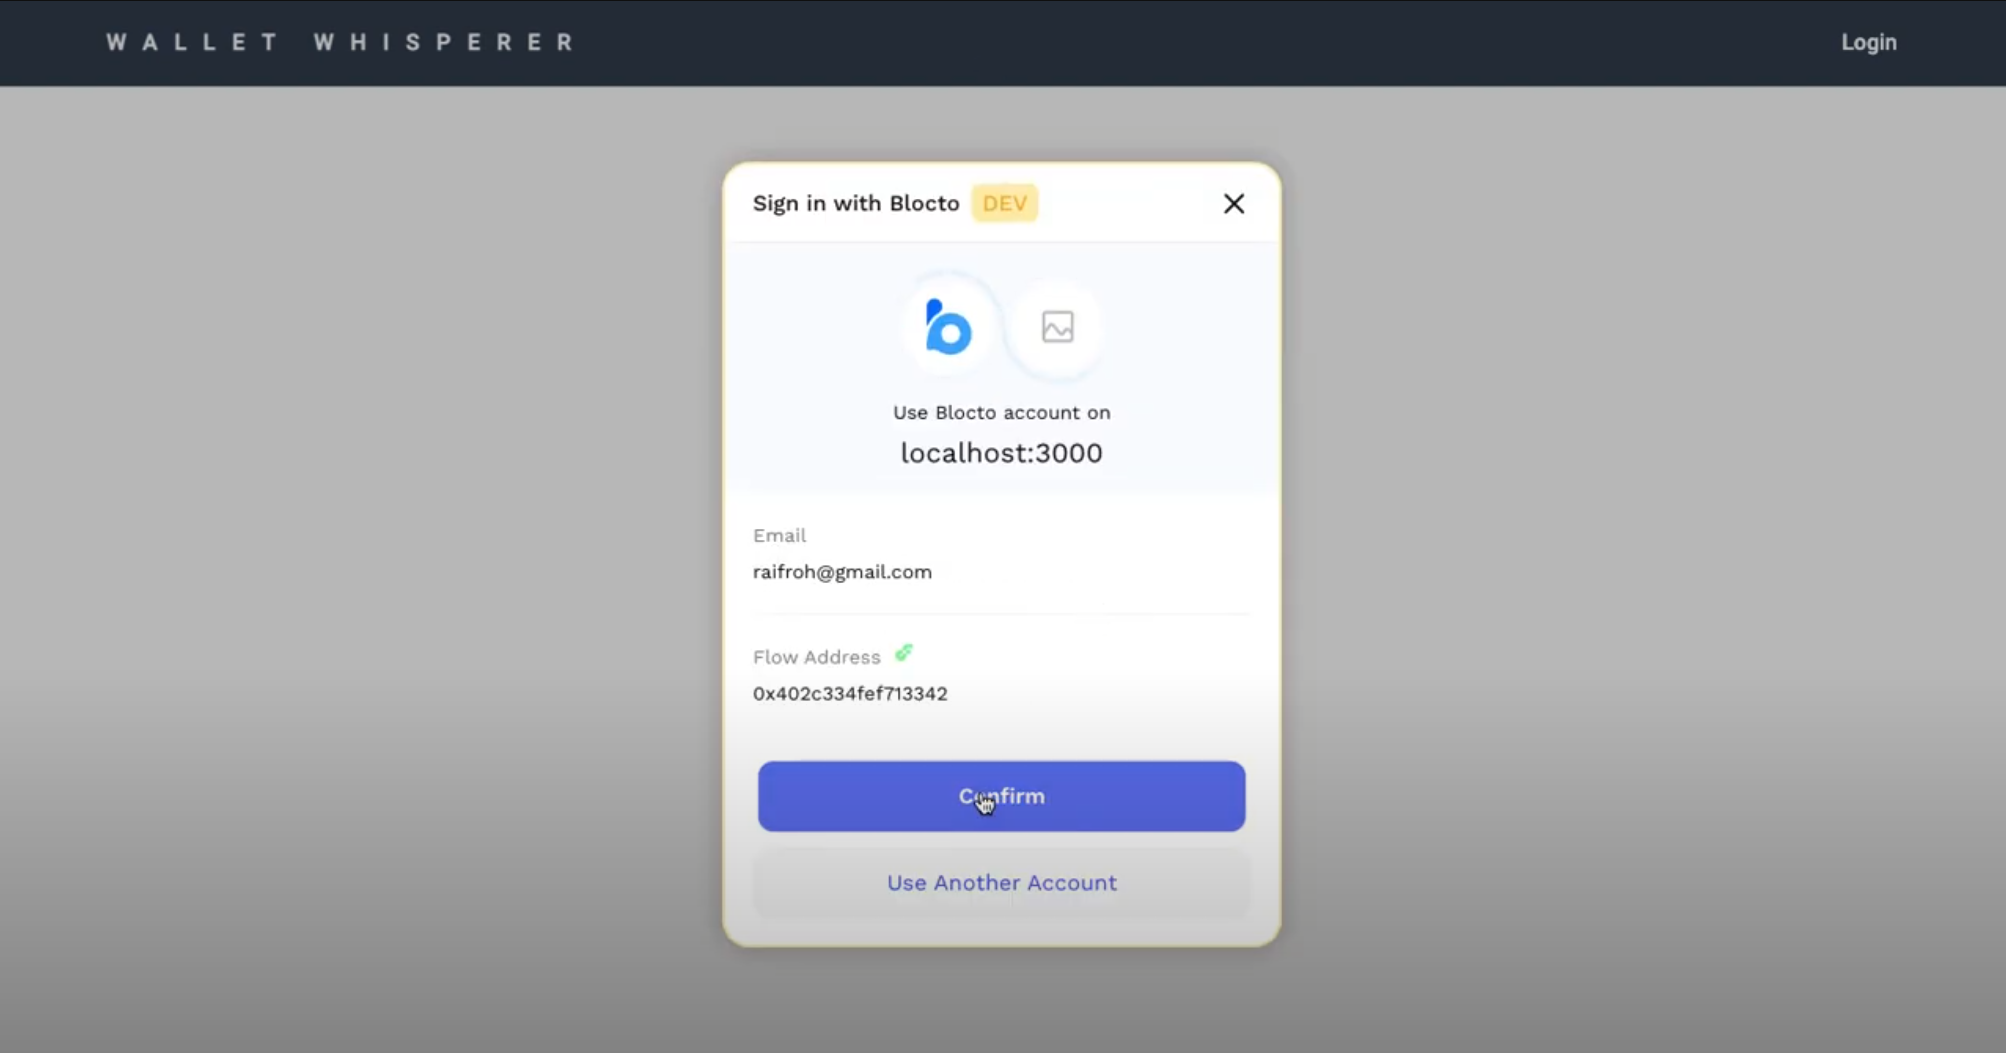 WALLET WHISPERER
Login
Sign in with Blocto DEV
Use Blocto account on
localhost:3000
Email
raifroh@gmail.com
Flow Address
0x402c334fef713342
Confirm
Use Another Account